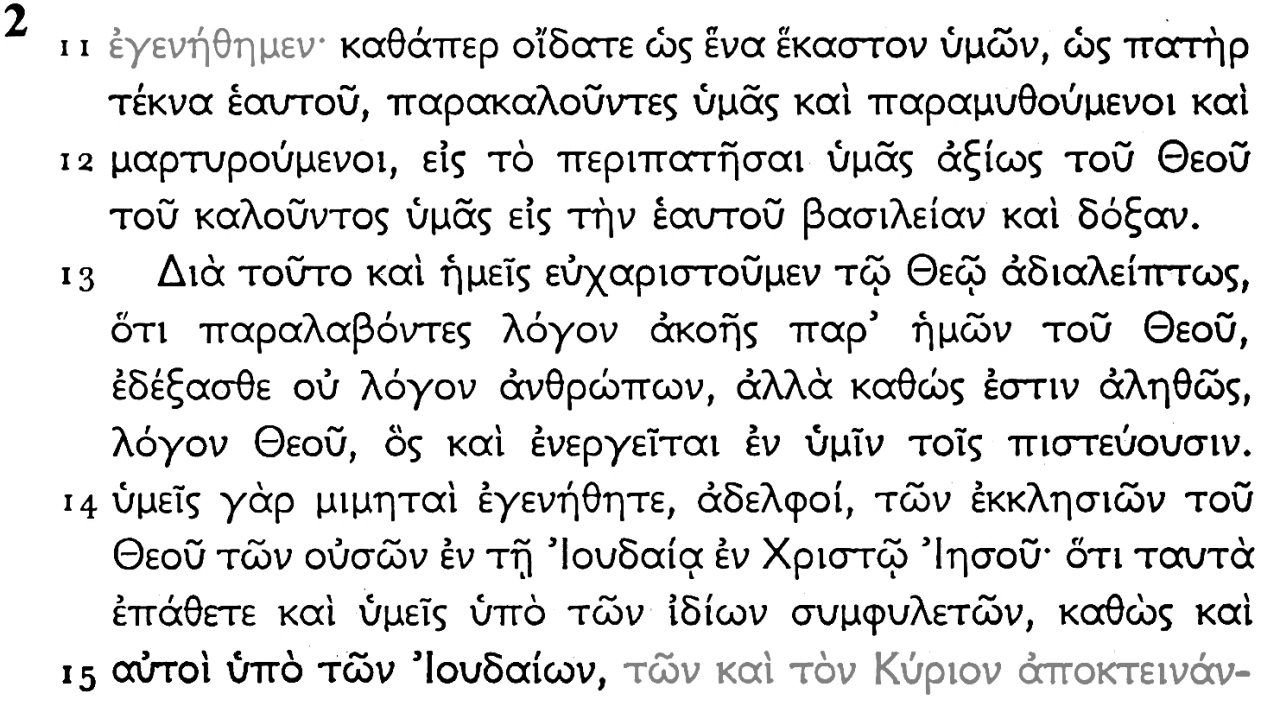 2
11 ἐγενήθημεν· καθάπερ οἴδατε ὡς ἕνα ἕκαστον ὑμῶν, ὡς πατὴρ
τέκνα ἑαυτοῦ, παρακαλοῦντες ὑμᾶς καὶ παραμυθούμενοι καὶ
12 μαρτυρούμενοι, εἰς τὸ περιπατῆσαι ὑμᾶς ἀξίως τοῦ Θεοῦ
τοῦ καλοῦντος ὑμᾶς εἰς τὴν ἑαυτοῦ βασιλείαν καὶ δόξαν.
13 Διὰ τοῦτο καὶ ἡμεῖς εὐχαριστοῦμεν τῷ Θεῷ ἀδιαλείπτως,
ὅτι παραλαβόντες λόγον ἀκοῆς παρ’ ἡμῶν τοῦ Θεοῦ,
ἐδέξασθε οὐ λόγον ἀνθρώπων, ἀλλὰ καθώς ἐστιν ἀληθῶς,
λόγον Θεοῦ, ὃς καὶ ἐνεργεῖται ἐν ὑμῖν τοῖς πιστεύουσιν.
14 ὑμεῖς γὰρ μιμηταὶ ἐγενήθητε, ἀδελφοί, τῶν ἐκκλησιῶν τοῦ
Θεοῦ τῶν οὐσῶν ἐν τῇ Ἰουδαίᾳ ἐν Χριστῷ Ἰησοῦ· ὅτι ταυτὰ
ἐπάθετε καὶ ὑμεῖς ὑπὸ τῶν ἰδίων συμφυλετῶν, καθὼς καὶ
15 αὐτοὶ ὑπὸ τῶν Ἰουδαίων, τῶν καὶ τὸν Κύριον ἀποκτεινάν-